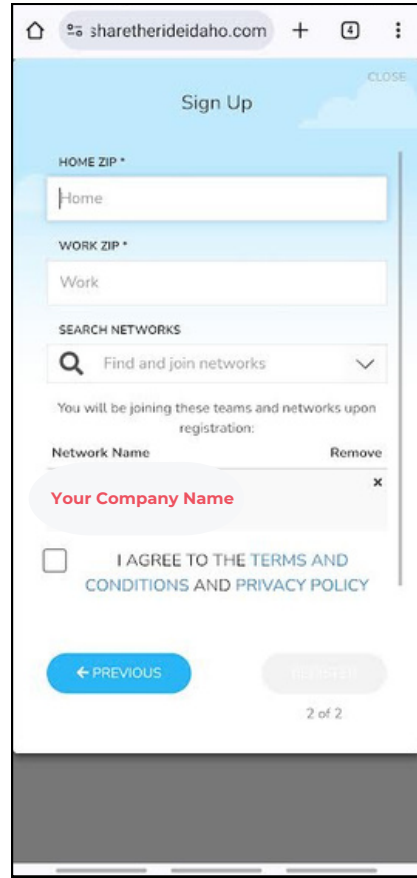 sharetherideidaho.com
4
CLOSE
Sign Up
HOME ZIP *
Home
WORK ZIP *
Work
SEARCH NETWORKS
Find and join networks
You will be joining these teams and networks upon
registration:
Network Name Remove
Your Company Name
I AGREE TO THE TERMS AND
CONDITIONS AND PRIVACY POLICY
PREVIOUS REGISTER
2 of 2